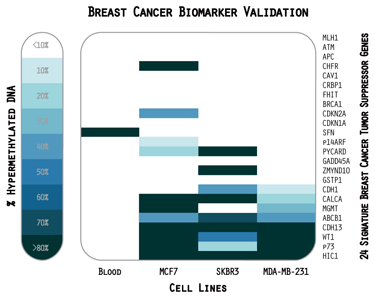 BREAST CANCER BIOMARKER VALIDATION
% HYPERMETHYLATED DNA
<10%
10%
20%
30%
40%
50%
60%
70%
>80%
MLH1
ATM
APC
CHFR
CAV1
CRBP1
FHIT
BRCA1
CDKN2A
CDKN1A
SFN
p14ARF
PYCARD
GADD45A
ZMYND10
GSTP1
CDH1
CALCA
MGMT
ABCB1
CDH13
WT1
p73
HIC1
24 SIGNATURE BREAST CANCER TUMOR SUPPRESSOR GENES
BLOOD MCF7 SKBR3 MDA-MB-231
CELL LINES